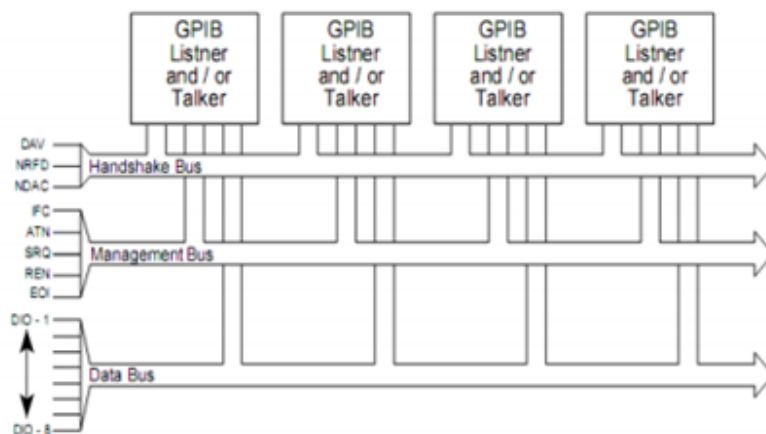 GPIB
Listner
and / or
Talker
GPIB
Listner
and / or
Talker
GPIB
Listner
and / or
Talker
GPIB
Listner
and / or
Talker
DAV
NRFD
NDAC
Handshake Bus
IFC
ATN
SRQ
REN
EOI
Management Bus
DIO - 1
Data Bus
DIO - 8